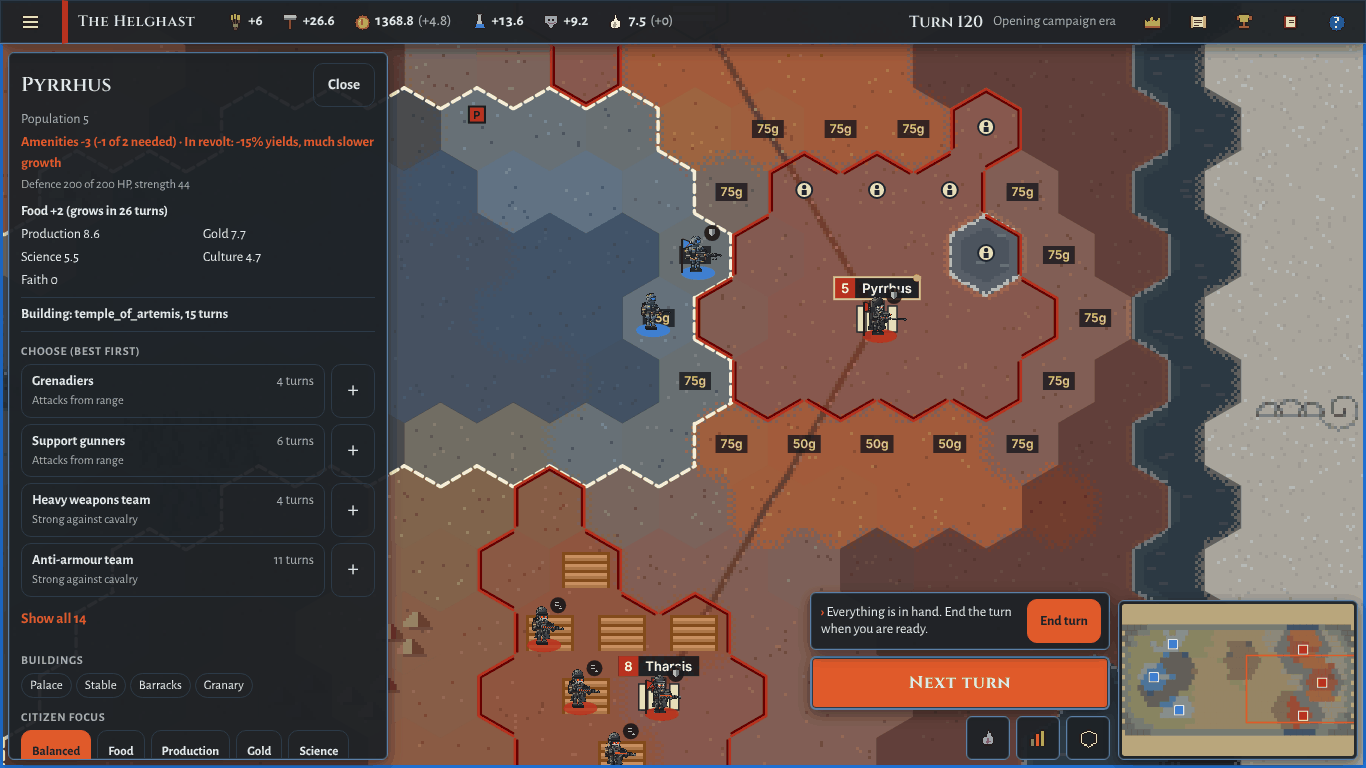 The Helghast
+6
+26.6
1368.8 (+4.8)
+13.6
+9.2
7.5 (+0)
Turn 120
Opening campaign era
Pyrrhus
Close
Population 5
Amenities -3 (-1 of 2 needed) · In revolt: -15% yields, much slower
growth
Defence 200 of 200 HP, strength 44
Food +2 (grows in 26 turns)
Production 8.6
Gold 7.7
Science 5.5
Culture 4.7
Faith 0
Building: temple_of_artemis, 15 turns
CHOOSE (BEST FIRST)
Grenadiers
4 turns
Attacks from range
+
Support gunners
6 turns
Attacks from range
+
Heavy weapons team
4 turns
Strong against cavalry
+
Anti-armour team
11 turns
Strong against cavalry
+
Show all 14
BUILDINGS
Palace
Stable
Barracks
Granary
CITIZEN FOCUS
Balanced
Food
Production
Gold
Science
P
75g
75g
75g
75g
75g
75g
5 Pyrrhus
75g
75g
75g
75g
50g
50g
50g
75g
8 Tharsis
› Everything is in hand. End the turn
when you are ready.
End turn
Next turn
?